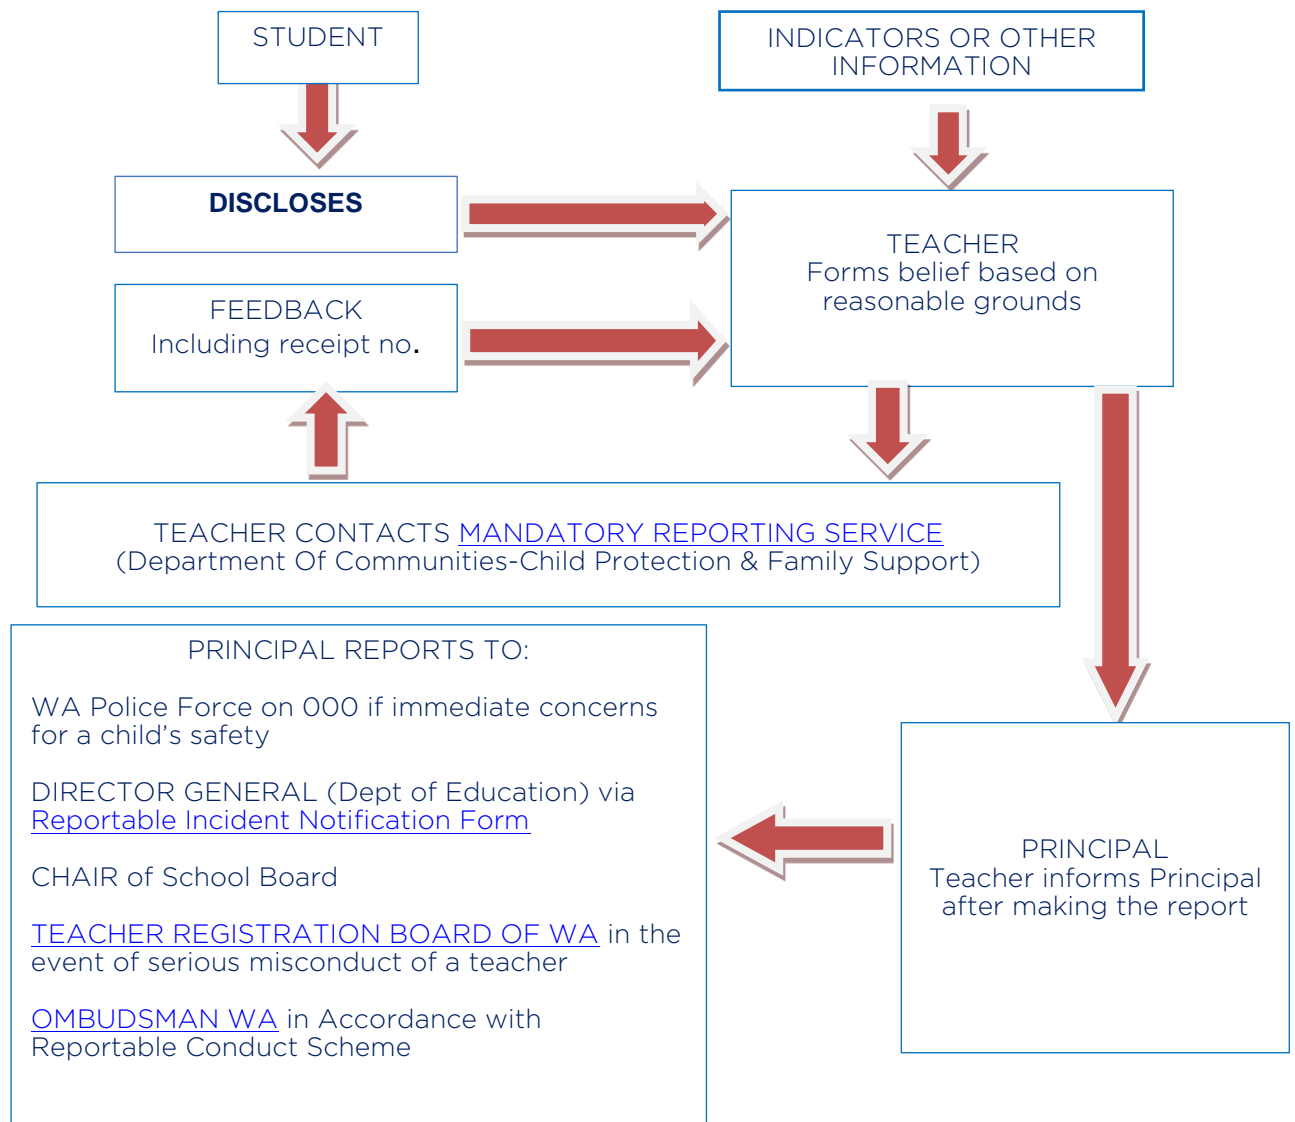 STUDENT
INDICATORS OR OTHER
INFORMATION
DISCLOSES
TEACHER
Forms belief based on
reasonable grounds
FEEDBACK
Including receipt no.
TEACHER CONTACTS MANDATORY REPORTING SERVICE
(Department Of Communities-Child Protection & Family Support)
PRINCIPAL REPORTS TO:
WA Police Force on 000 if immediate concerns
for a child’s safety
DIRECTOR GENERAL (Dept of Education) via
Reportable Incident Notification Form
CHAIR of School Board
TEACHER REGISTRATION BOARD OF WA in the
event of serious misconduct of a teacher
OMBUDSMAN WA in Accordance with
Reportable Conduct Scheme
PRINCIPAL
Teacher informs Principal
after making the report